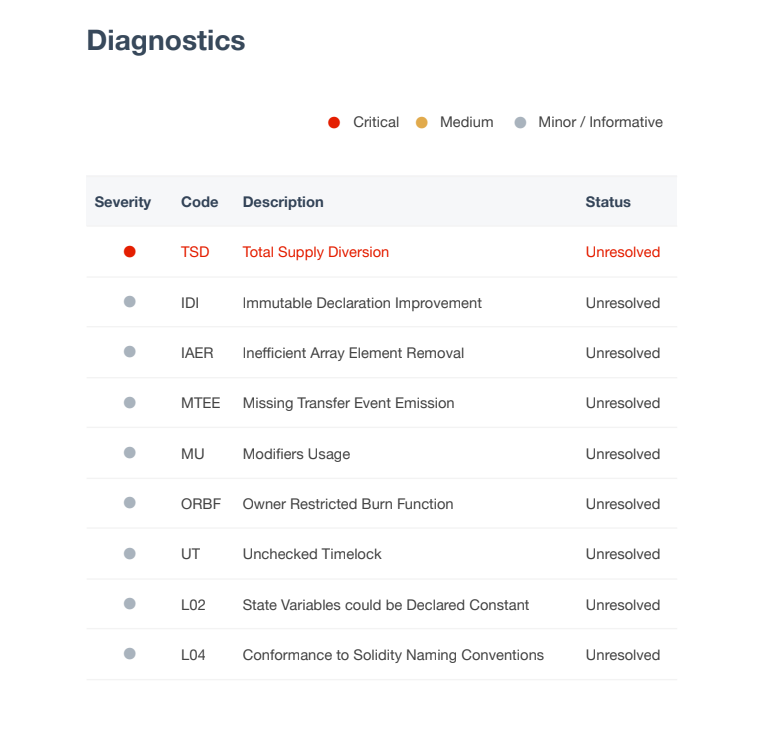 Diagnostics
Critical Medium Minor / Informative
Severity Code Description Status
TSD Total Supply Diversion Unresolved
IDI Immutable Declaration Improvement Unresolved
IAER Inefficient Array Element Removal Unresolved
MTEE Missing Transfer Event Emission Unresolved
MU Modifiers Usage Unresolved
ORBF Owner Restricted Burn Function Unresolved
UT Unchecked Timelock Unresolved
L02 State Variables could be Declared Constant Unresolved
L04 Conformance to Solidity Naming Conventions Unresolved